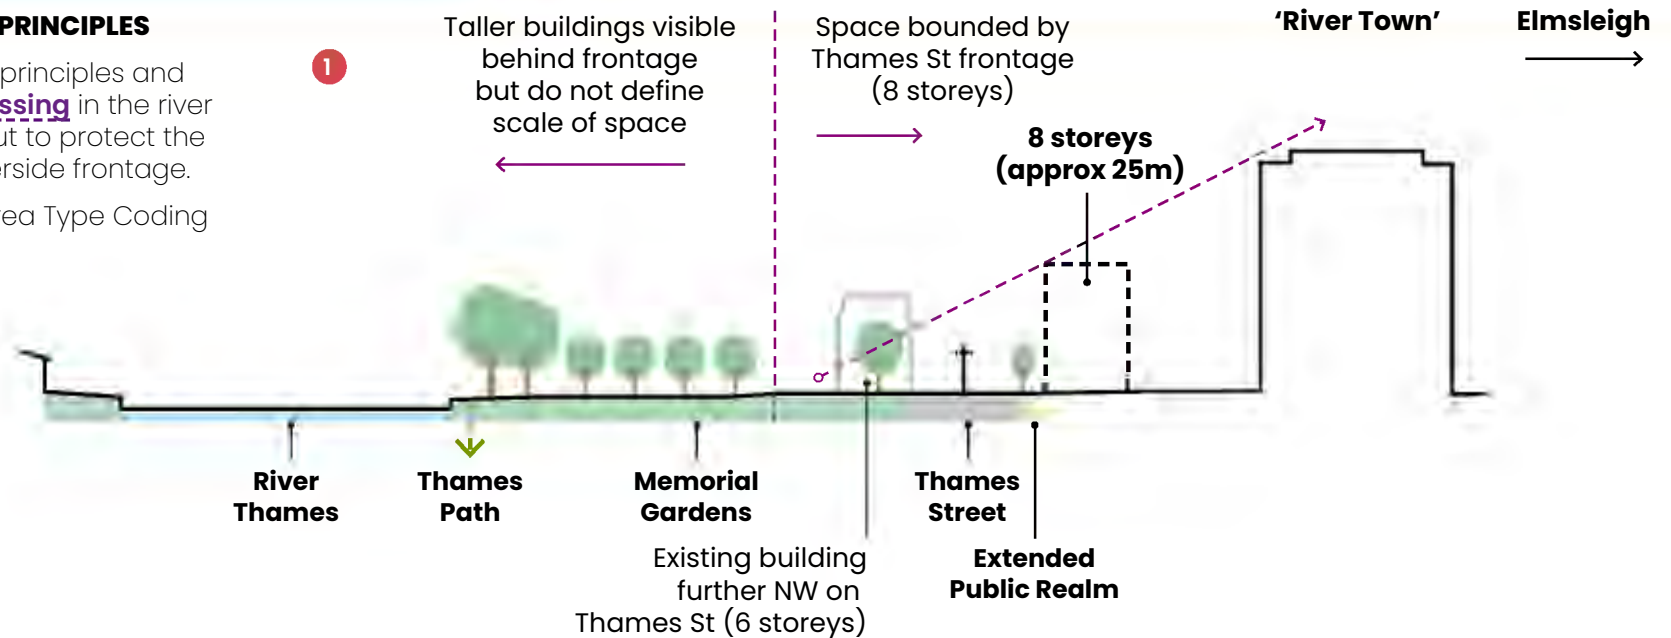 PRINCIPLES
principles and
ssing in the river
ut to protect the
erside frontage.
rea Type Coding
1
Taller buildings visible
behind frontage
but do not define
scale of space
Space bounded by
Thames St frontage
(8 storeys)
8 storeys
(approx 25m)
‘River Town’
Elmsleigh
River
Thames
Thames
Path
Memorial
Gardens
Thames
Street
Existing building
further NW on
Thames St (6 storeys)
Extended
Public Realm